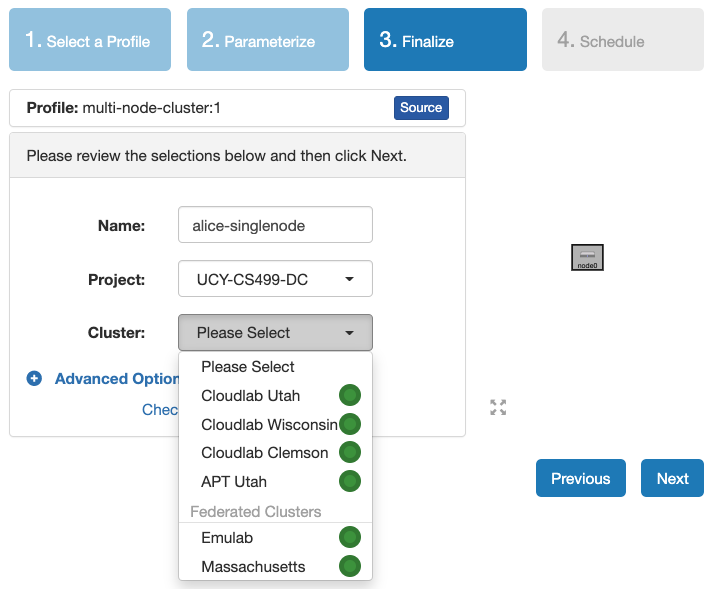 1. Select a Profile
2. Parameterize
3. Finalize
4. Schedule
Profile: multi-node-cluster:1
Source
Please review the selections below and then click Next.
Name:
alice-singlenode
Project:
UCY-CS499-DC
Cluster:
Please Select
Please Select
Advanced Option
Cloudlab Utah
Chec
Cloudlab Wisconsin
Cloudlab Clemson
APT Utah
Federated Clusters
Emulab
Massachusetts
node0
Previous
Next